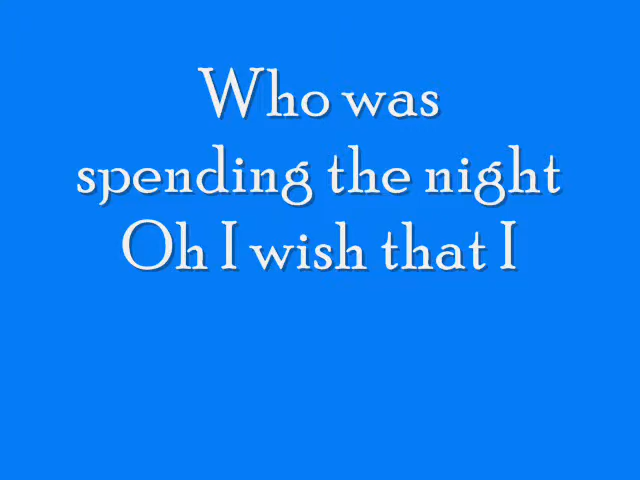 Who was
spending the night
Oh I wish that I